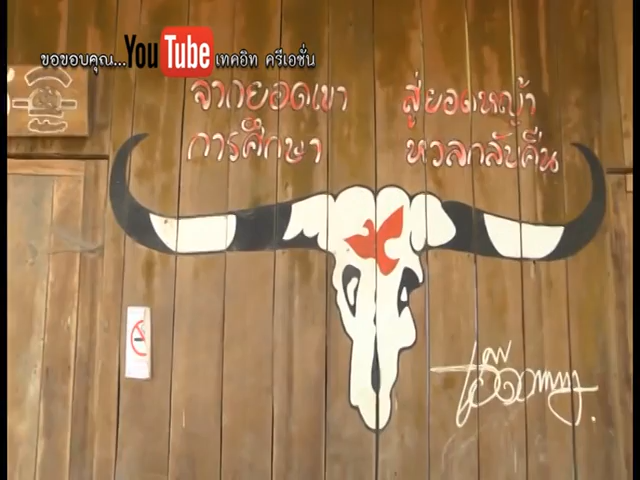 ขอขอบคุณ...YouTube เทคอิท ครีเอชั่น
จากยอดเขา สู่ยอดหญ้า
การศึกษา หวลกลับคืน